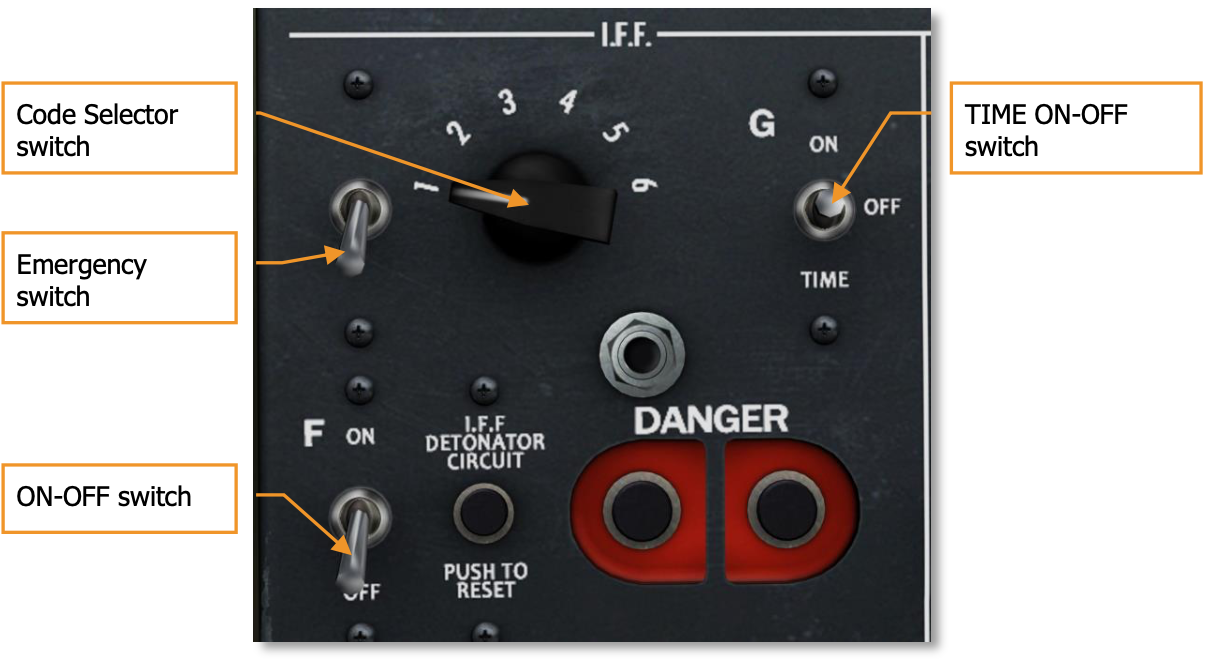 I.F.F.
Code Selector
switch
Emergency
switch
ON-OFF switch
TIME ON-OFF
switch
1
2
3
4
5
6
G
ON
OFF
TIME
F
ON
OFF
I.F.F
DETONATOR
CIRCUIT
PUSH TO
RESET
DANGER